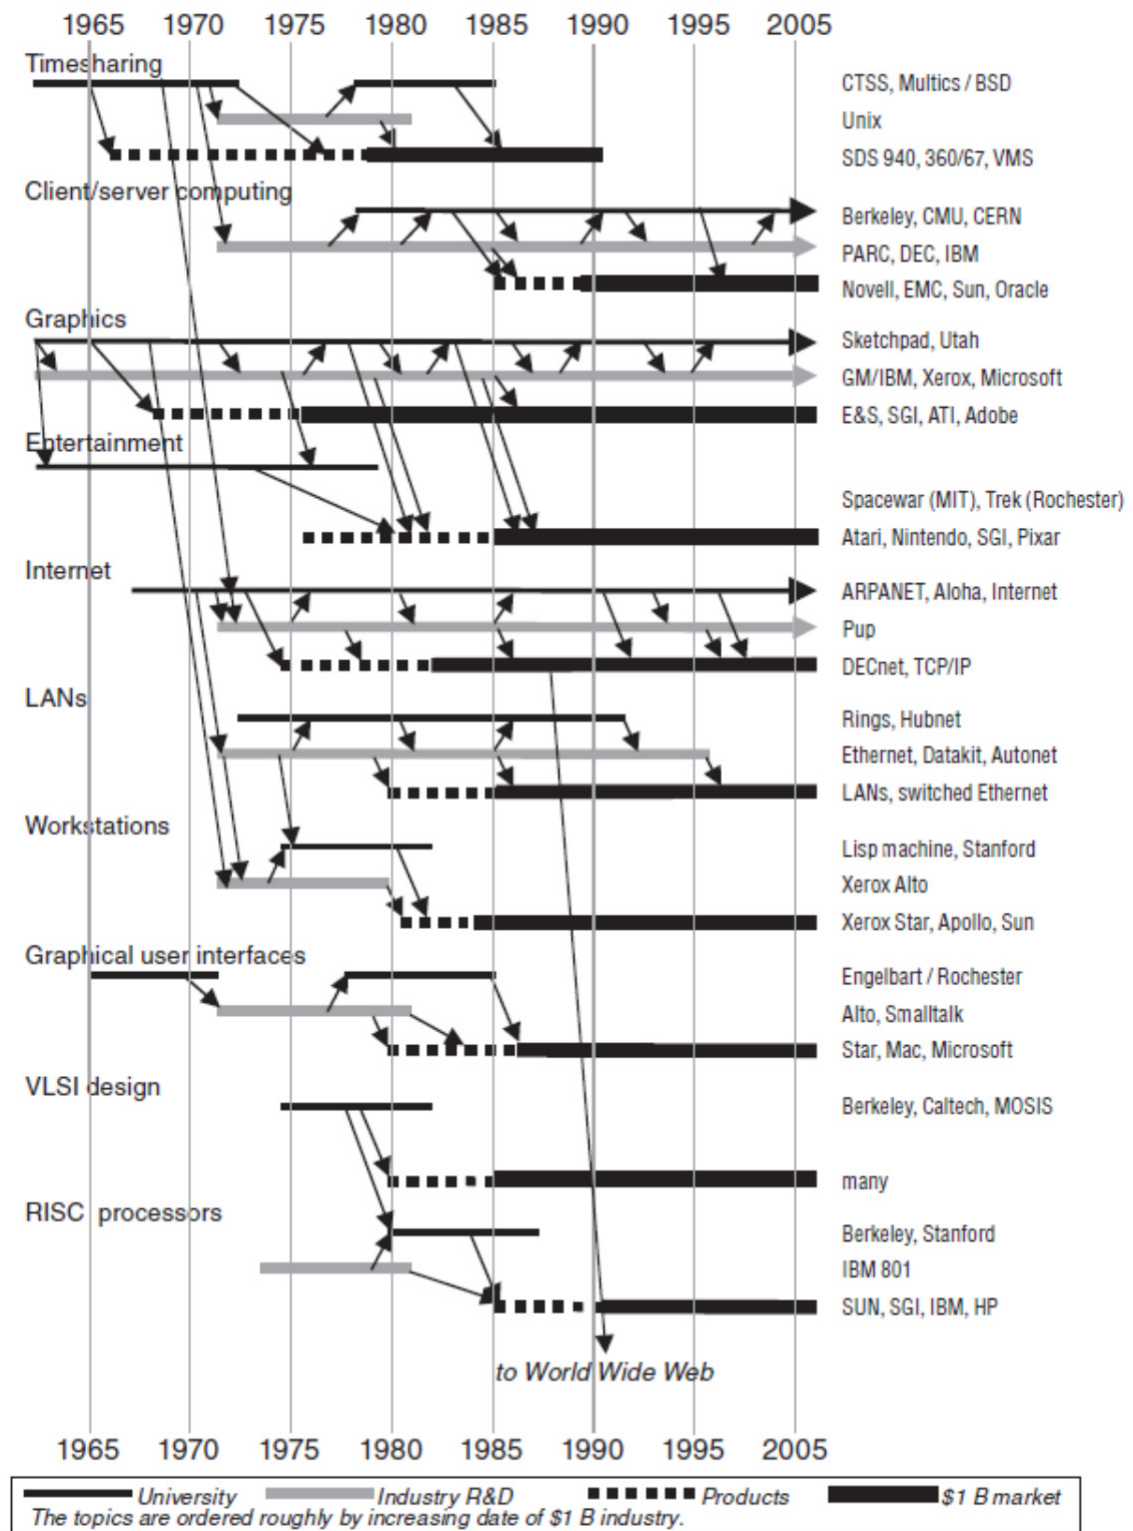 1965 1970 1975 1980 1985 1990 1995 2005
Timesharing
CTSS, Multics / BSD
Unix
SDS 940, 360/67, VMS
Client/server computing
Berkeley, CMU, CERN
PARC, DEC, IBM
Novell, EMC, Sun, Oracle
Graphics
Sketchpad, Utah
GM/IBM, Xerox, Microsoft
E&S, SGI, ATI, Adobe
Entertainment
Spacewar (MIT), Trek (Rochester)
Atari, Nintendo, SGI, Pixar
Internet
ARPANET, Aloha, Internet
Pup
DECnet, TCP/IP
LANs
Rings, Hubnet
Ethernet, Datakit, Autonet
LANs, switched Ethernet
Workstations
Lisp machine, Stanford
Xerox Alto
Xerox Star, Apollo, Sun
Graphical user interfaces
Engelbart / Rochester
Alto, Smalltalk
Star, Mac, Microsoft
VLSI design
Berkeley, Caltech, MOSIS
many
RISC processors
Berkeley, Stanford
IBM 801
SUN, SGI, IBM, HP
to World Wide Web
1965 1970 1975 1980 1985 1990 1995 2005
University Industry R&D Products $1 B market
The topics are ordered roughly by increasing date of $1 B industry.